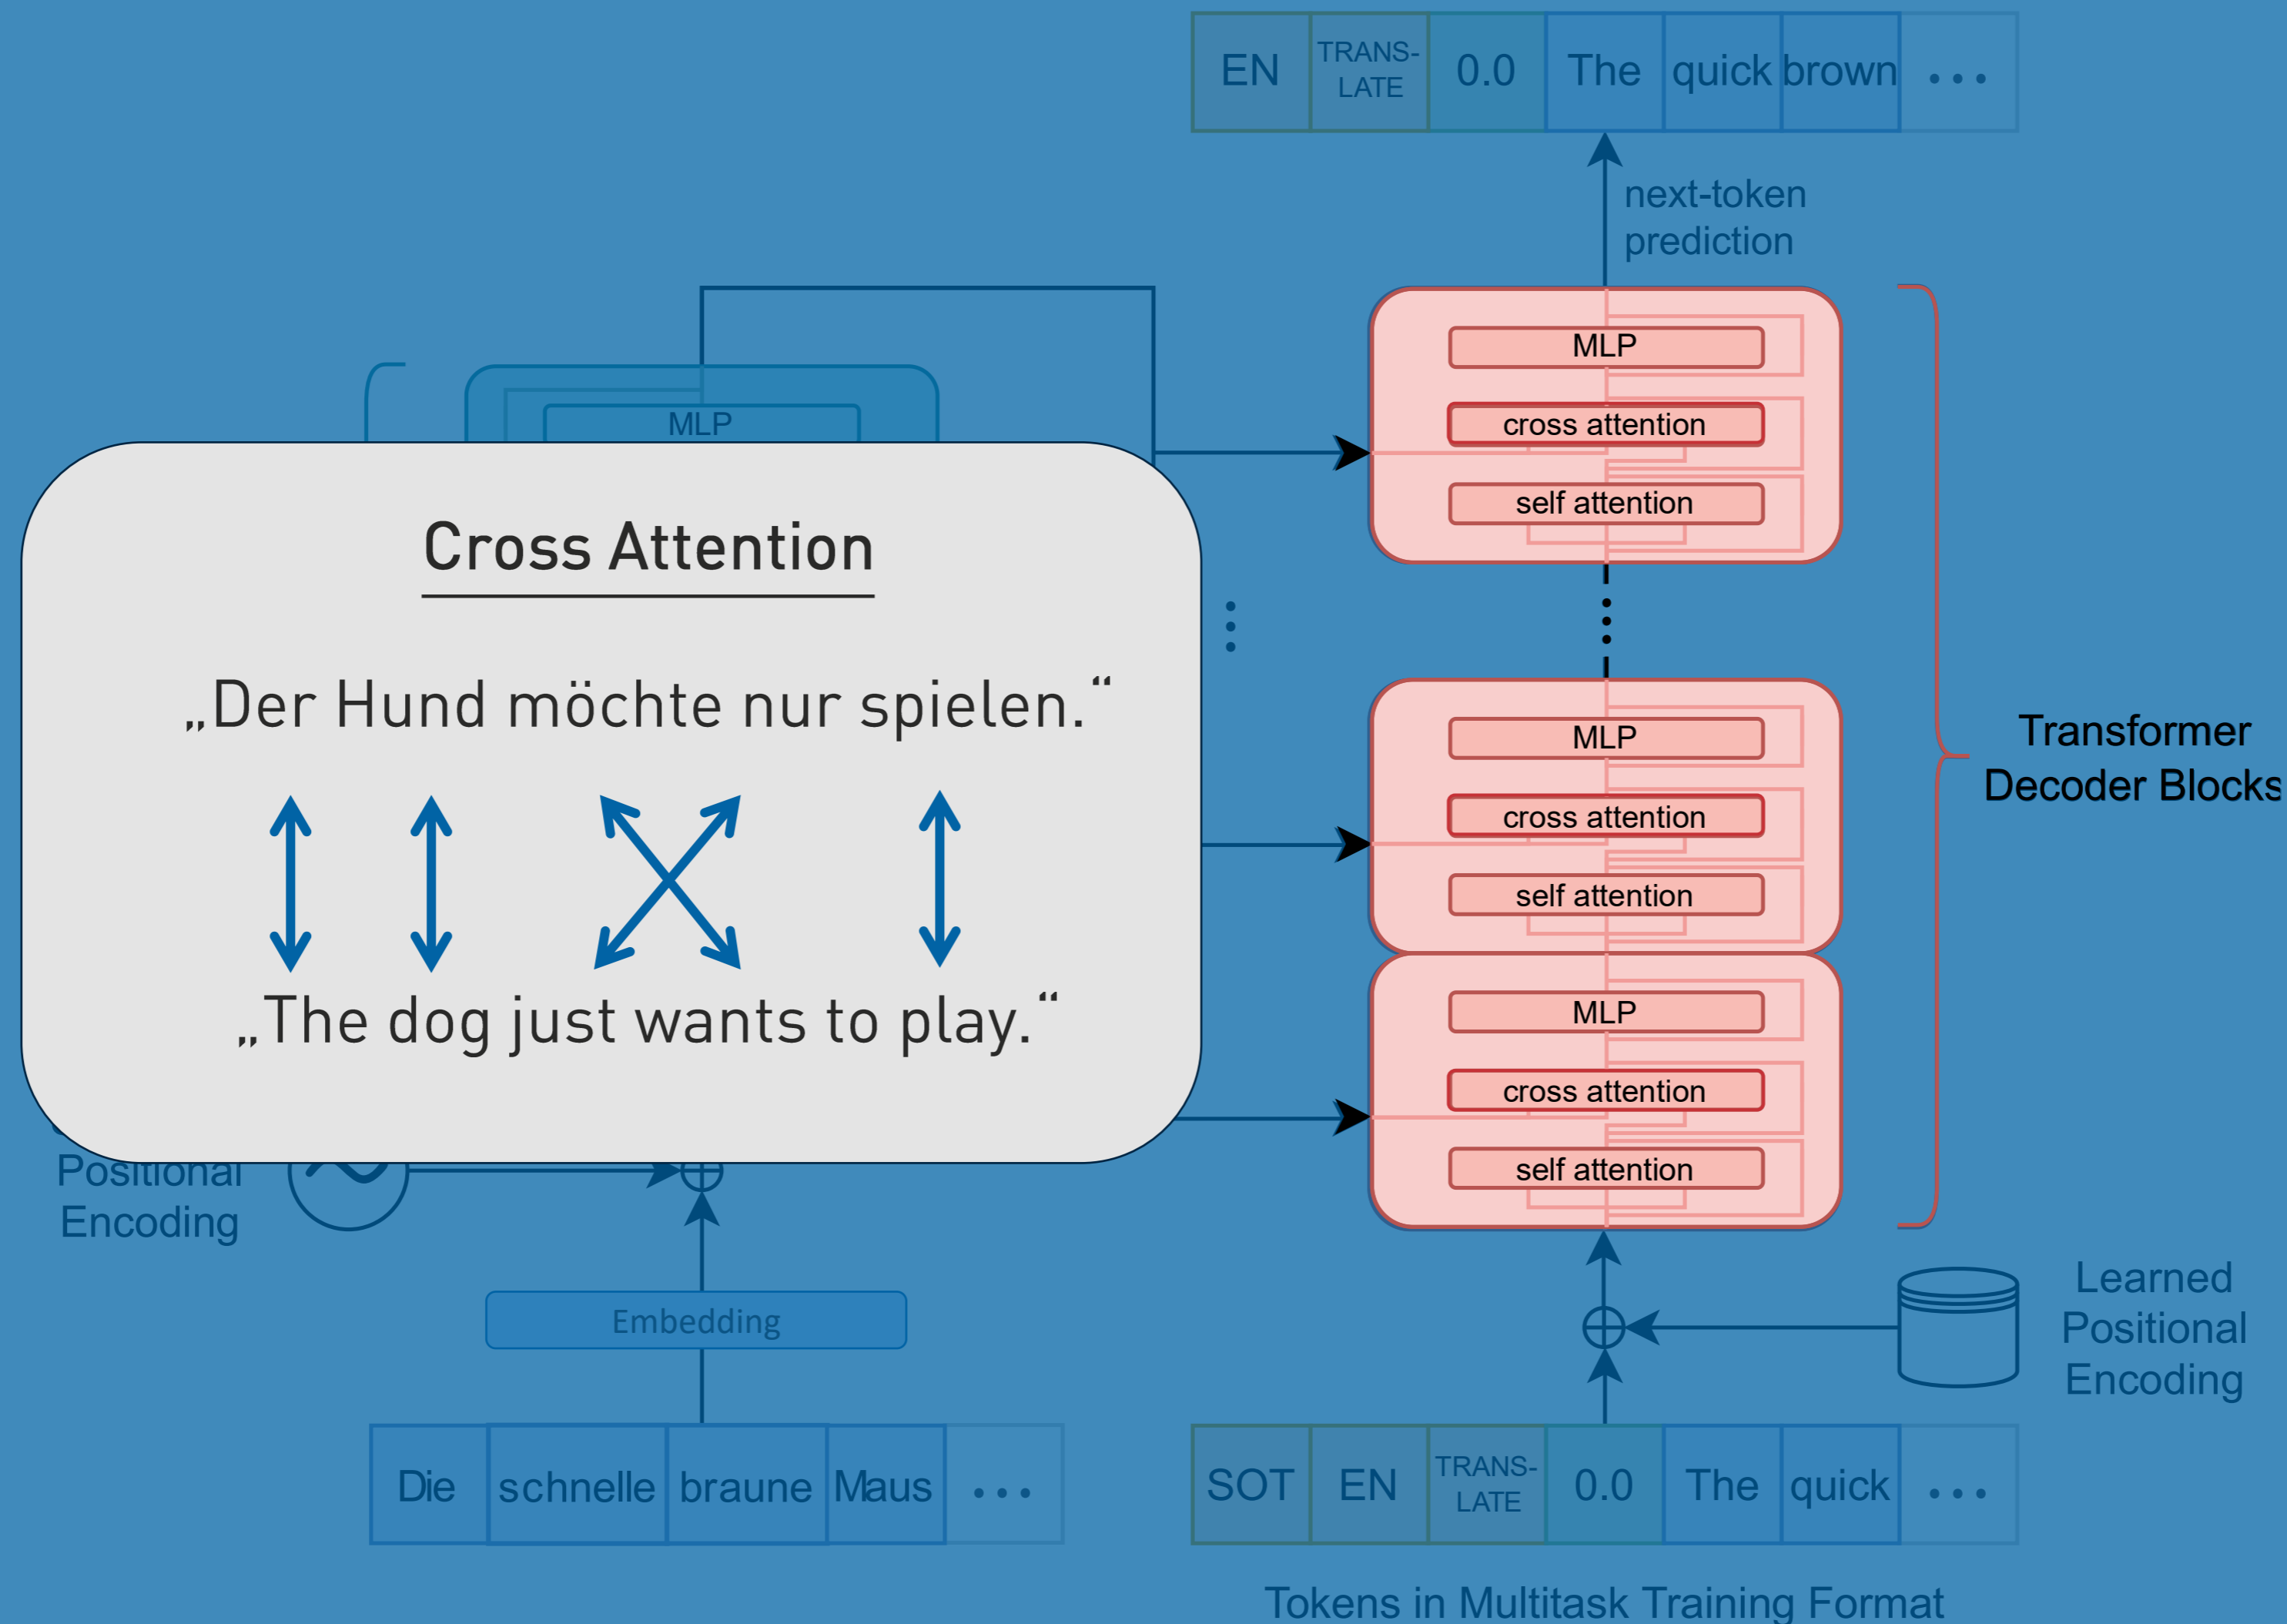 EN TRANS-LATE 0.0 The quick brown ...
next-token
prediction
MLP
cross attention
self attention
MLP
Cross Attention
„Der Hund möchte nur spielen.“
„The dog just wants to play.“
MLP
cross attention
self attention
MLP
cross attention
self attention
Transformer
Decoder Blocks
Positional
Encoding
Embedding
Die schnelle braune Maus ...
Learned
Positional
Encoding
SOT EN TRANS-LATE 0.0 The quick ...
Tokens in Multitask Training Format